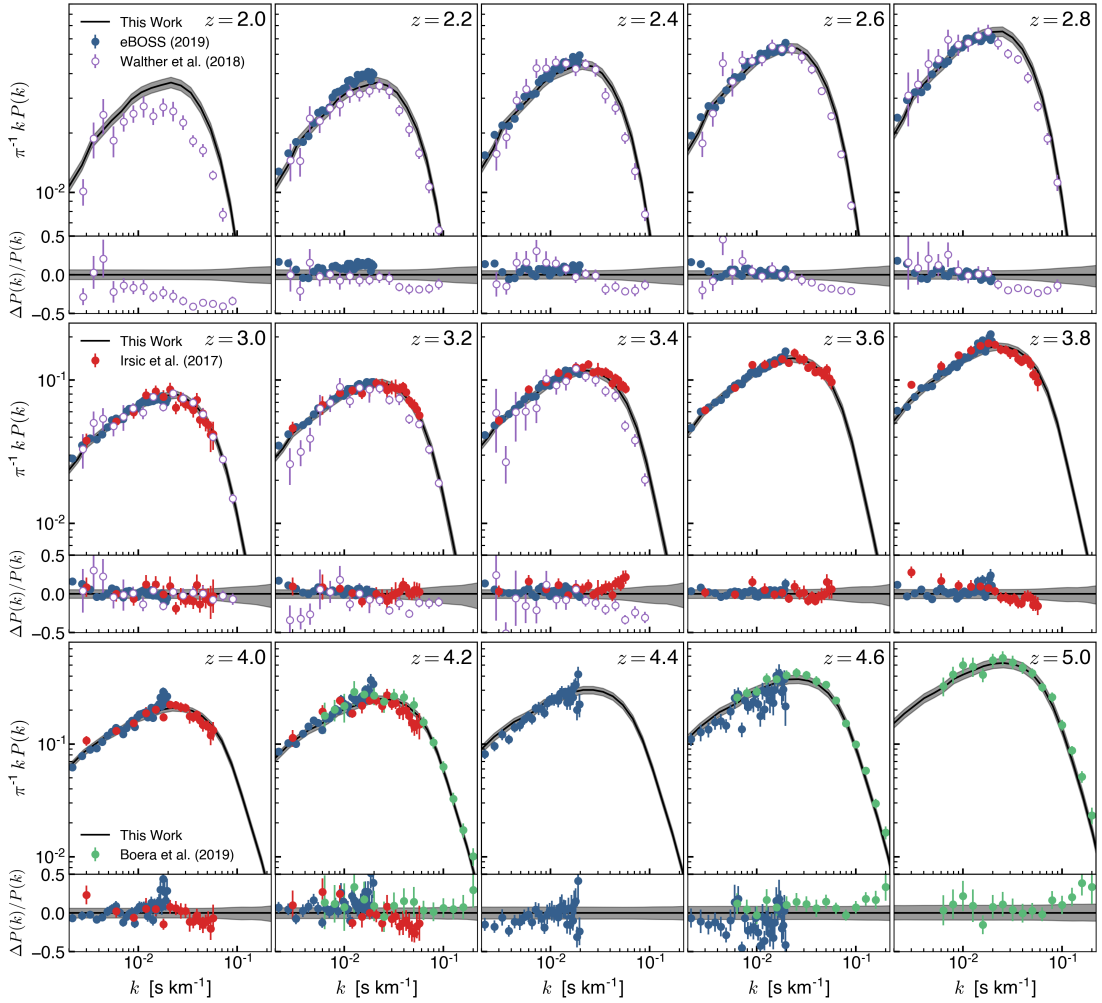 This Work
eBOSS (2019)
Walther et al. (2018)
z = 2.0
z = 2.2
z = 2.4
z = 2.6
z = 2.8
π⁻¹ k P(k)
10⁻²
ΔP(k)/P(k)
0.5
0.0
−0.5
This Work
Irsic et al. (2017)
z = 3.0
z = 3.2
z = 3.4
z = 3.6
z = 3.8
π⁻¹ k P(k)
10⁻¹
10⁻²
ΔP(k)/P(k)
0.5
0.0
−0.5
z = 4.0
z = 4.2
z = 4.4
z = 4.6
z = 5.0
π⁻¹ k P(k)
10⁻¹
10⁻²
This Work
Boera et al. (2019)
ΔP(k)/P(k)
0.5
0.0
−0.5
10⁻² 10⁻¹ 10⁻² 10⁻¹ 10⁻² 10⁻¹ 10⁻² 10⁻¹ 10⁻² 10⁻¹
k [s km⁻¹] k [s km⁻¹] k [s km⁻¹] k [s km⁻¹] k [s km⁻¹]